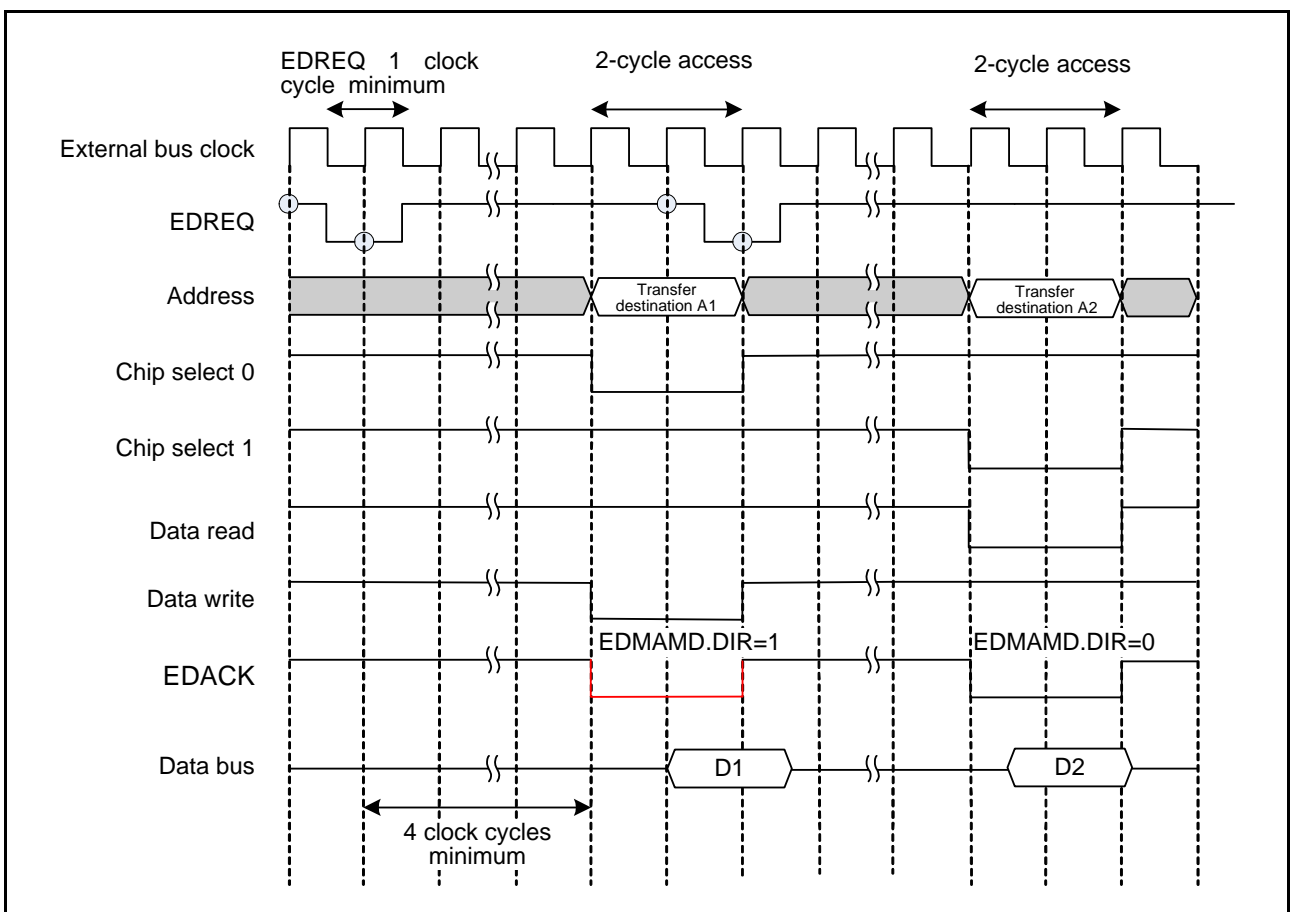 EDREQ 1 clock
cycle minimum
2-cycle access
2-cycle access
External bus clock
EDREQ
Address
Transfer
destination A1
Transfer
destination A2
Chip select 0
Chip select 1
Data read
Data write
EDMAMD.DIR=1
EDMAMD.DIR=0
EDACK
Data bus
D1
D2
4 clock cycles
minimum